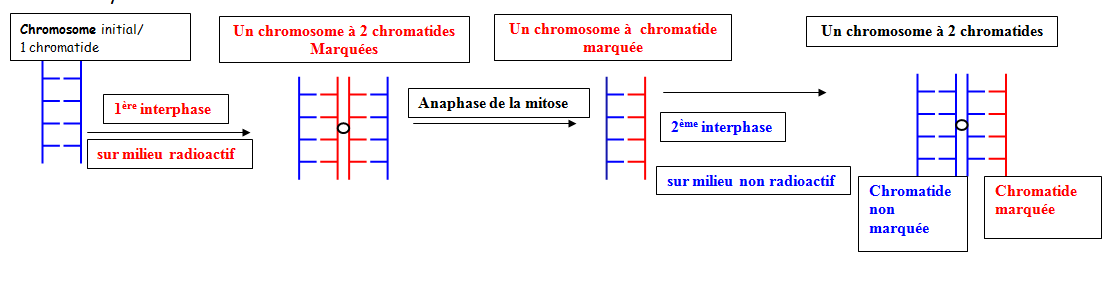 Chromosome initial/
1 chromatide
Un chromosome à 2 chromatides
Marquées
Un chromosome à chromatide
marquée
Un chromosome à 2 chromatides
1ère interphase
sur milieu radioactif
Anaphase de la mitose
2ème interphase
sur milieu non radioactif
Chromatide
non
marquée
Chromatide
marquée